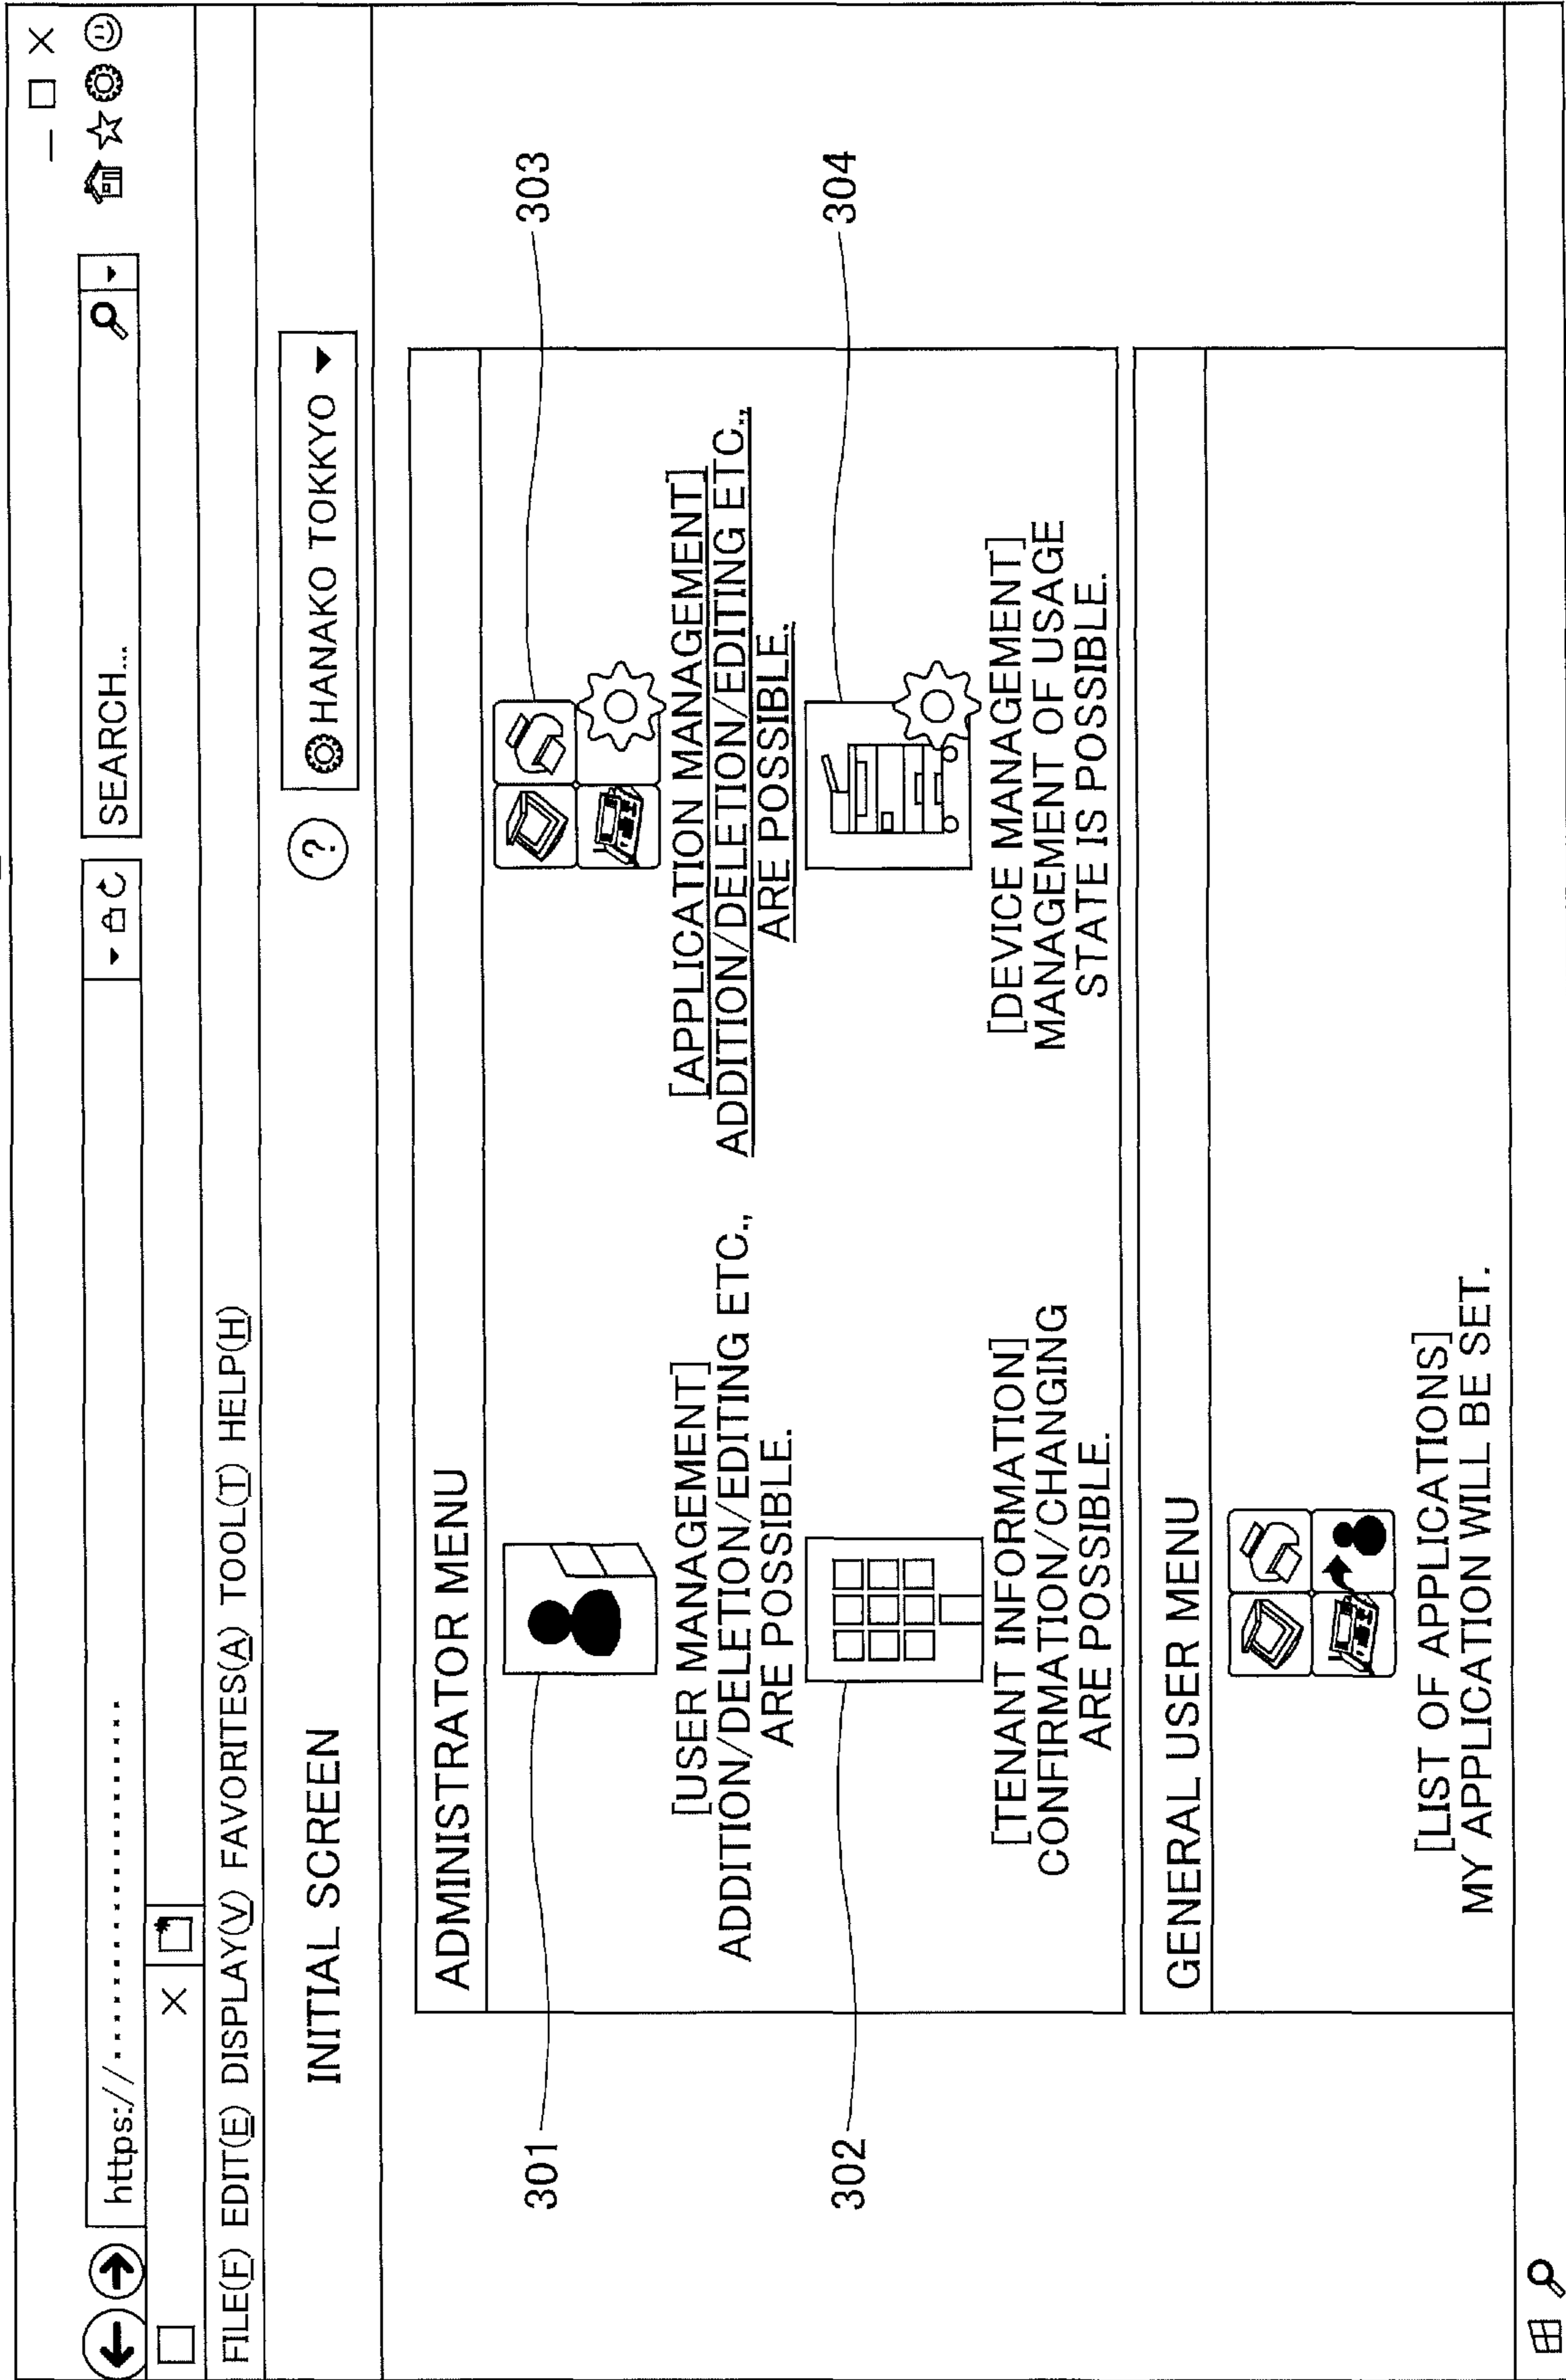 https://
SEARCH...
FILE(F) EDIT(E) DISPLAY(V) FAVORITES(A) TOOL(T) HELP(H)
INITIAL SCREEN
?
HANAKO TOKKYO
ADMINISTRATOR MENU
301
303
[USER MANAGEMENT]
ADDITION/DELETION/EDITING ETC.,
ARE POSSIBLE.
[APPLICATION MANAGEMENT]
ADDITION/DELETION/EDITING ETC.,
ARE POSSIBLE.
302
304
[TENANT INFORMATION]
CONFIRMATION/CHANGING
ARE POSSIBLE.
[DEVICE MANAGEMENT]
MANAGEMENT OF USAGE
STATE IS POSSIBLE.
GENERAL USER MENU
[LIST OF APPLICATIONS]
MY APPLICATION WILL BE SET.